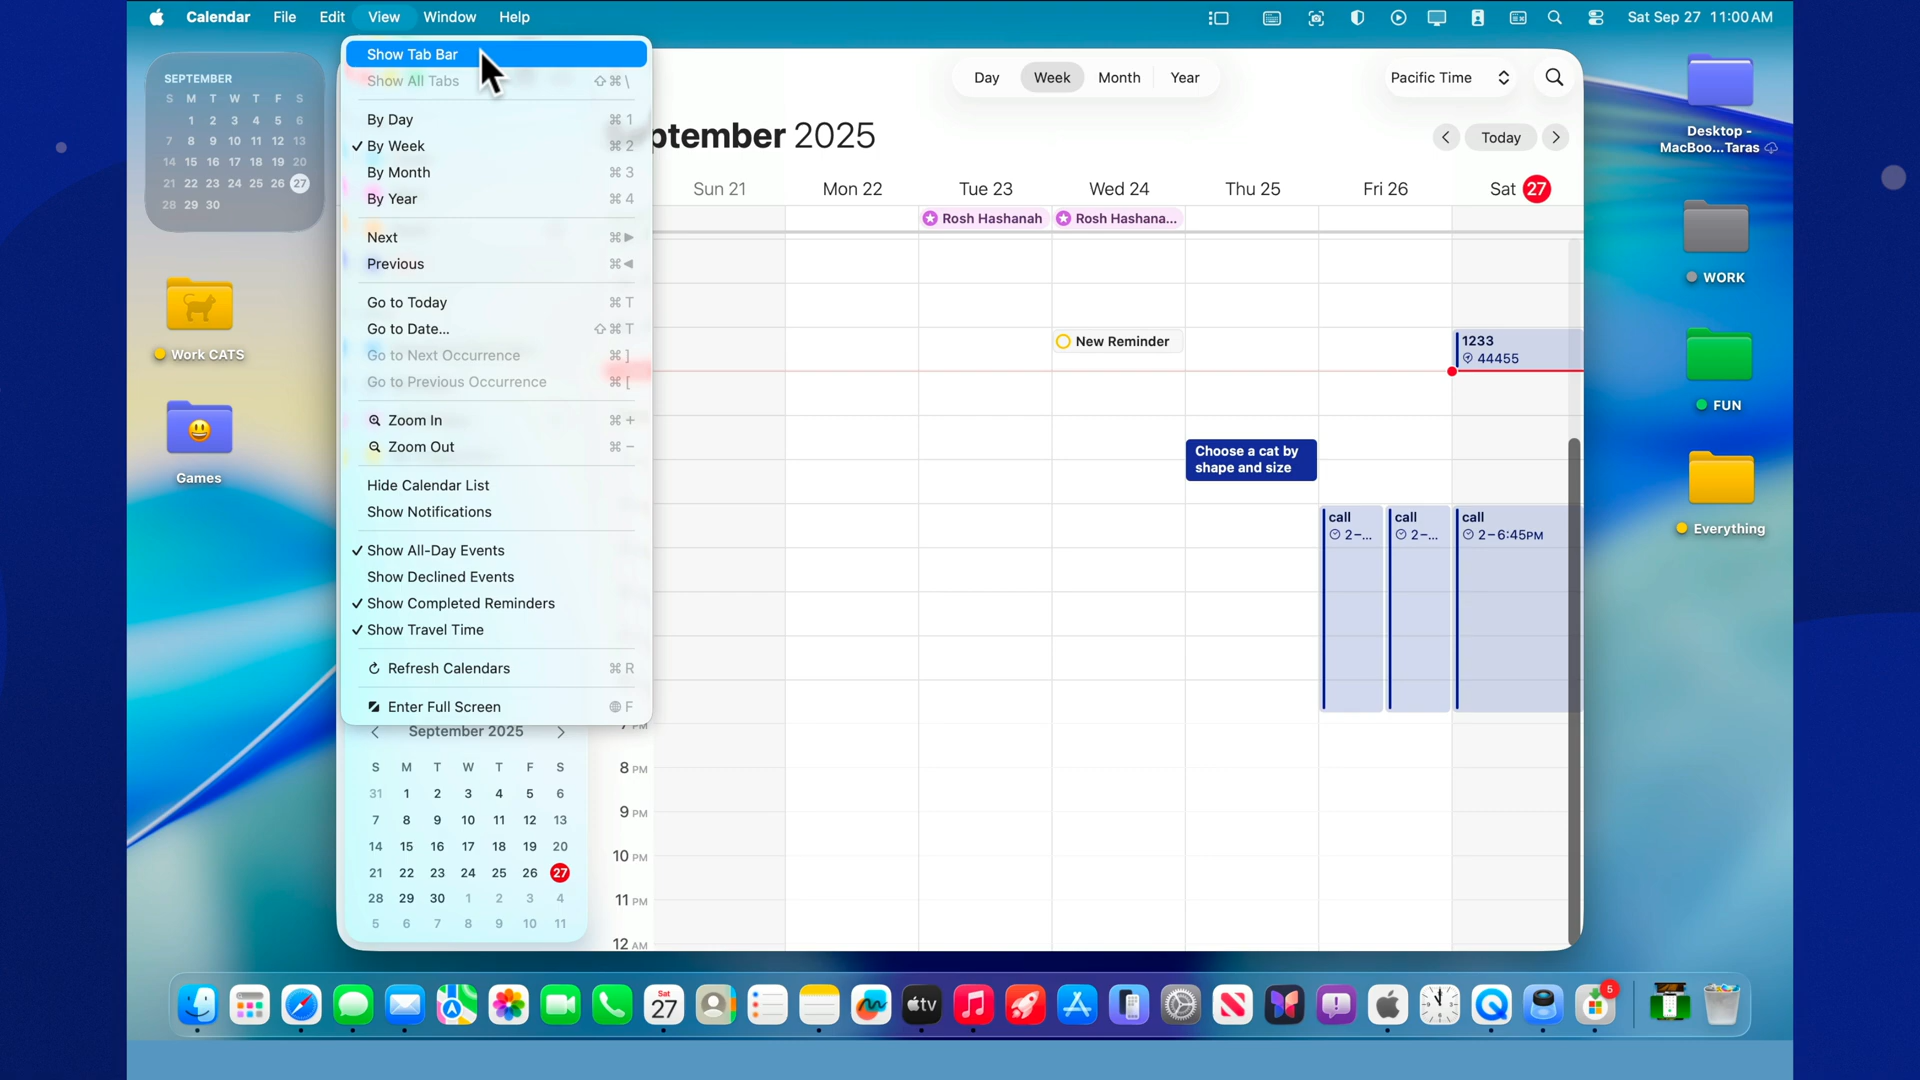 Calendar File Edit View Window Help
Sat Sep 27 11:00 AM
SEPTEMBER
S M T W T F S
1 2 3 4 5 6
7 8 9 10 11 12 13
14 15 16 17 18 19 20
21 22 23 24 25 26 27
28 29 30
Work CATS
Games
Show Tab Bar
Show All Tabs ⇧⌘\
By Day ⌘1
✓ By Week ⌘2
By Month ⌘3
By Year ⌘4
Next ⌘▶
Previous ⌘◀
Go to Today ⌘T
Go to Date... ⇧⌘T
Go to Next Occurrence ⌘]
Go to Previous Occurrence ⌘[
Zoom In ⌘+
Zoom Out ⌘−
Hide Calendar List
Show Notifications
✓ Show All-Day Events
Show Declined Events
✓ Show Completed Reminders
✓ Show Travel Time
Refresh Calendars ⌘R
Enter Full Screen F
Day Week Month Year
Pacific Time
ptember 2025
Today
Sun 21 Mon 22 Tue 23 Wed 24 Thu 25 Fri 26 Sat 27
Rosh Hashanah Rosh Hashana...
New Reminder
1233
44455
Choose a cat by
shape and size
call call call
2–... 2–... 2–6:45PM
8 PM
9 PM
10 PM
11 PM
12 AM
September 2025
S M T W T F S
31 1 2 3 4 5 6
7 8 9 10 11 12 13
14 15 16 17 18 19 20
21 22 23 24 25 26 27
28 29 30 1 2 3 4
5 6 7 8 9 10 11
Desktop -
MacBoo...Taras
WORK
FUN
Everything
Sat
27
tv
5